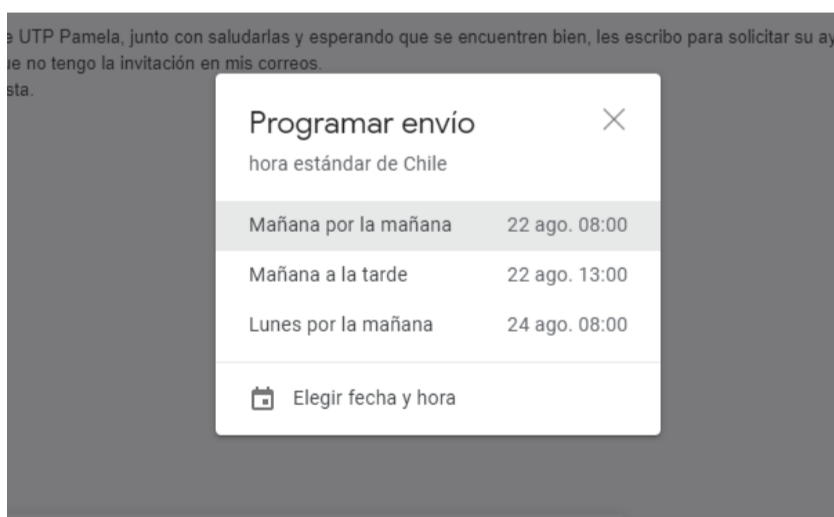 UTP Pamela, junto con saludarlas y esperando que se encuentren bien, les escribo para solicitar su
no tengo la invitación en mis correos.
Programar envío
hora estándar de Chile
Mañana por la mañana 22 ago. 08:00
Mañana a la tarde 22 ago. 13:00
Lunes por la mañana 24 ago. 08:00
Elegir fecha y hora